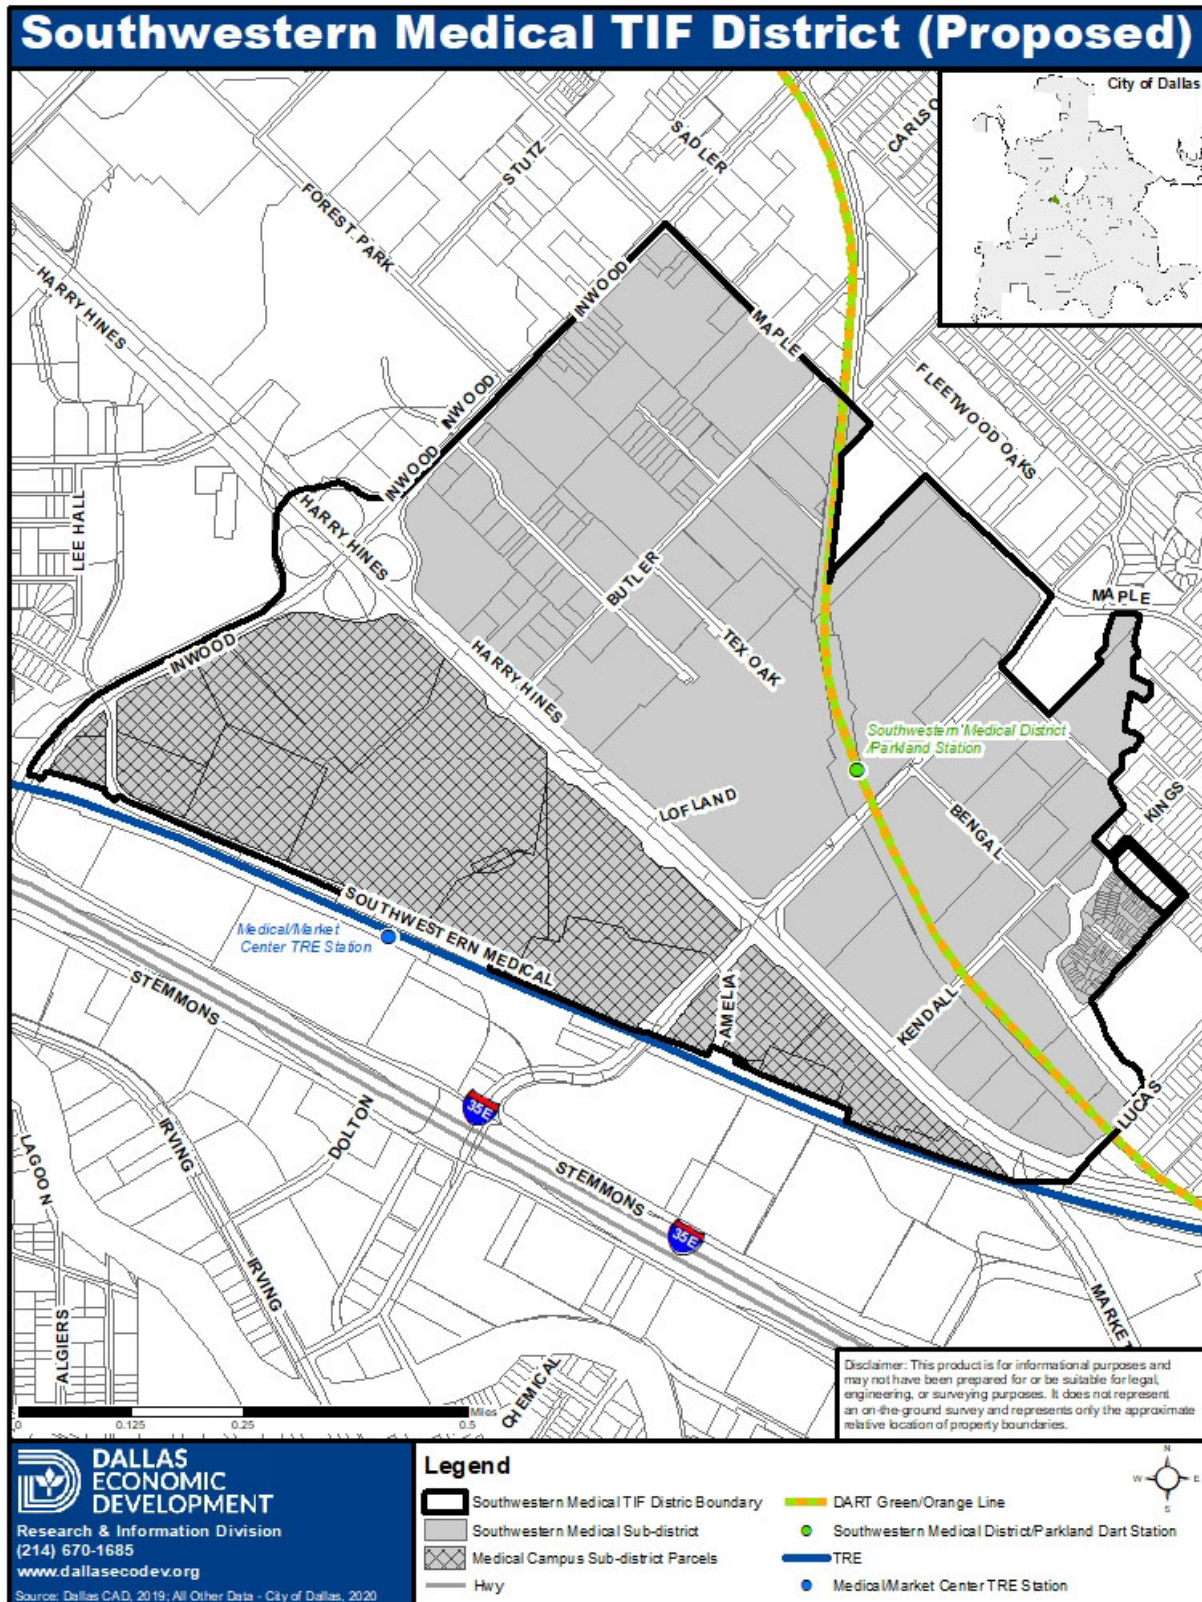 Southwestern Medical TIF District (Proposed)
City of Dallas
CARLSO
SADLER
STUTZ
FOREST PARK
HARRY HINES
INWOOD
MAPLE
FLEETWOOD OAKS
NWOOD
INWOOD
HARRY HINES
LEE HALL
BUTLER
MAPLE
INWOOD
TEX OAK
HARRY HINES
Southwestern Medical District
/Parkland Station
LOFLAND
BENGAL
KINGS
SOUTHWESTERN MEDICAL
Medical/Market
Center TRE Station
STEMMONS
AMELIA
KENDALL
LUCAS
35E
DOLTON
IRVING
LAGOON
STEMMONS
35E
IRVING
MARKET
ALGIERS
CHEMICAL
Disclaimer: This product is for informational purposes and
may not have been prepared for or be suitable for legal,
engineering, or surveying purposes. It does not represent
an on-the-ground survey and represents only the approximate
relative location of property boundaries.
Miles
0 0.125 0.25 0.5
DALLAS
ECONOMIC
DEVELOPMENT
Research & Information Division
(214) 670-1685
www.dallasecodev.org
Source: Dallas CAD, 2019; All Other Data - City of Dallas, 2020
Legend
Southwestern Medical TIF Distric Boundary
Southwestern Medical Sub-district
Medical Campus Sub-district Parcels
Hwy
DART Green/Orange Line
Southwestern Medical District/Parkland Dart Station
TRE
Medical/Market Center TRE Station
N
W E
S